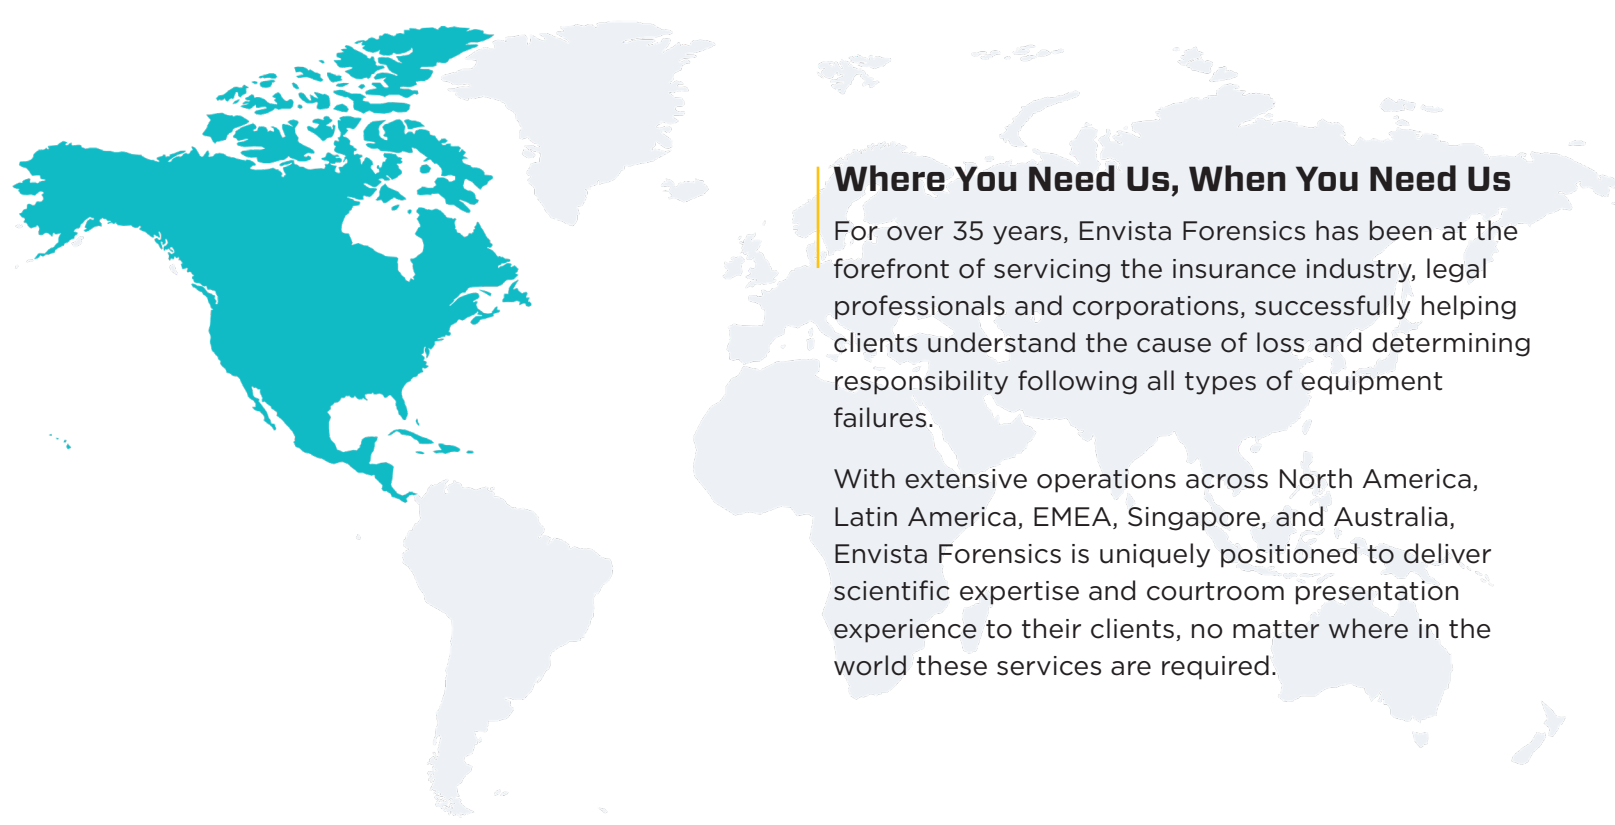 Where You Need Us, When You Need Us
For over 35 years, Envista Forensics has been at the
forefront of servicing the insurance industry, legal
professionals and corporations, successfully helping
clients understand the cause of loss and determining
responsibility following all types of equipment
failures.
With extensive operations across North America,
Latin America, EMEA, Singapore, and Australia,
Envista Forensics is uniquely positioned to deliver
scientific expertise and courtroom presentation
experience to their clients, no matter where in the
world these services are required.